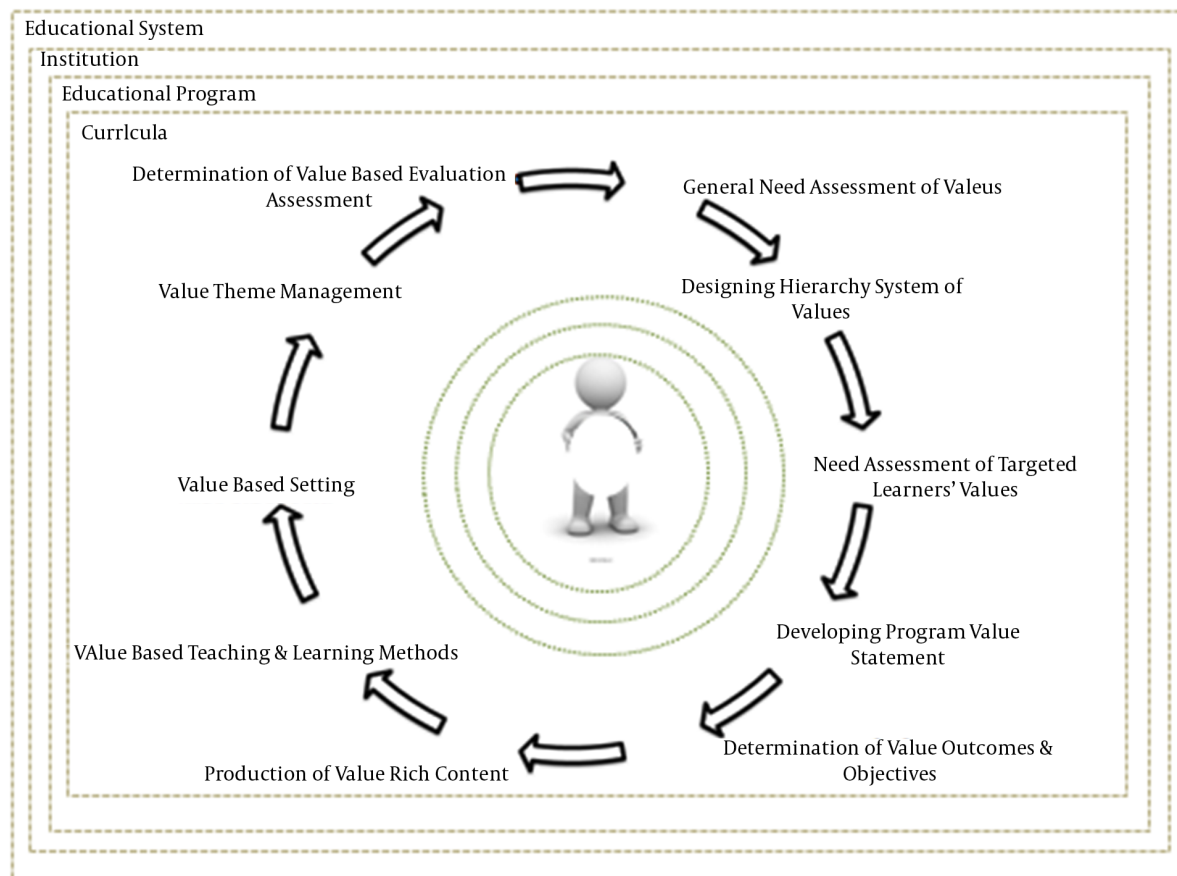 Educational System
Institution
Educational Program
Currlcula
Determination of Value Based Evaluation
Assessment
General Need Assessment of Valeus
Designing Hierarchy System of
Values
Need Assessment of Targeted
Learners’ Values
Developing Program Value
Statement
Determination of Value Outcomes &
Objectives
Production of Value Rich Content
VAlue Based Teaching & Learning Methods
Value Based Setting
Value Theme Management